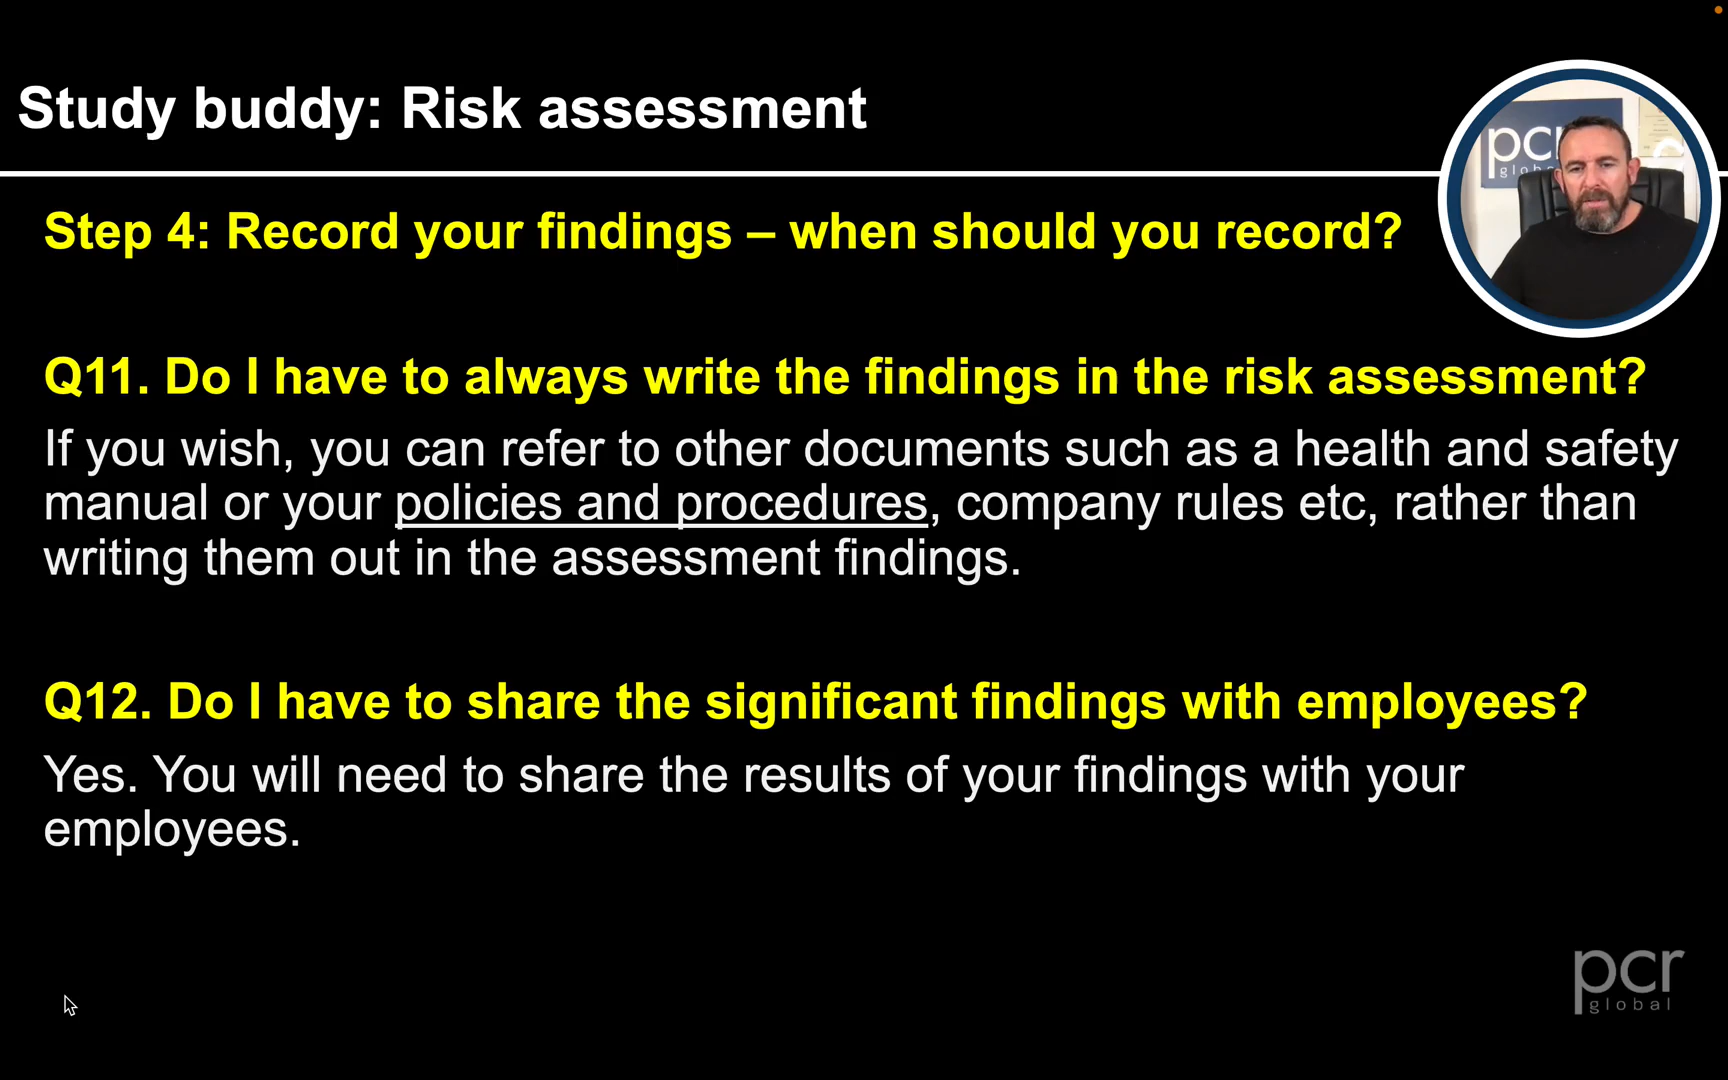 Study buddy: Risk assessment
pcr
global
Step 4: Record your findings – when should you record?
Q11. Do I have to always write the findings in the risk assessment?
If you wish, you can refer to other documents such as a health and safety
manual or your policies and procedures, company rules etc, rather than
writing them out in the assessment findings.
Q12. Do I have to share the significant findings with employees?
Yes. You will need to share the results of your findings with your
employees.
pcr
global